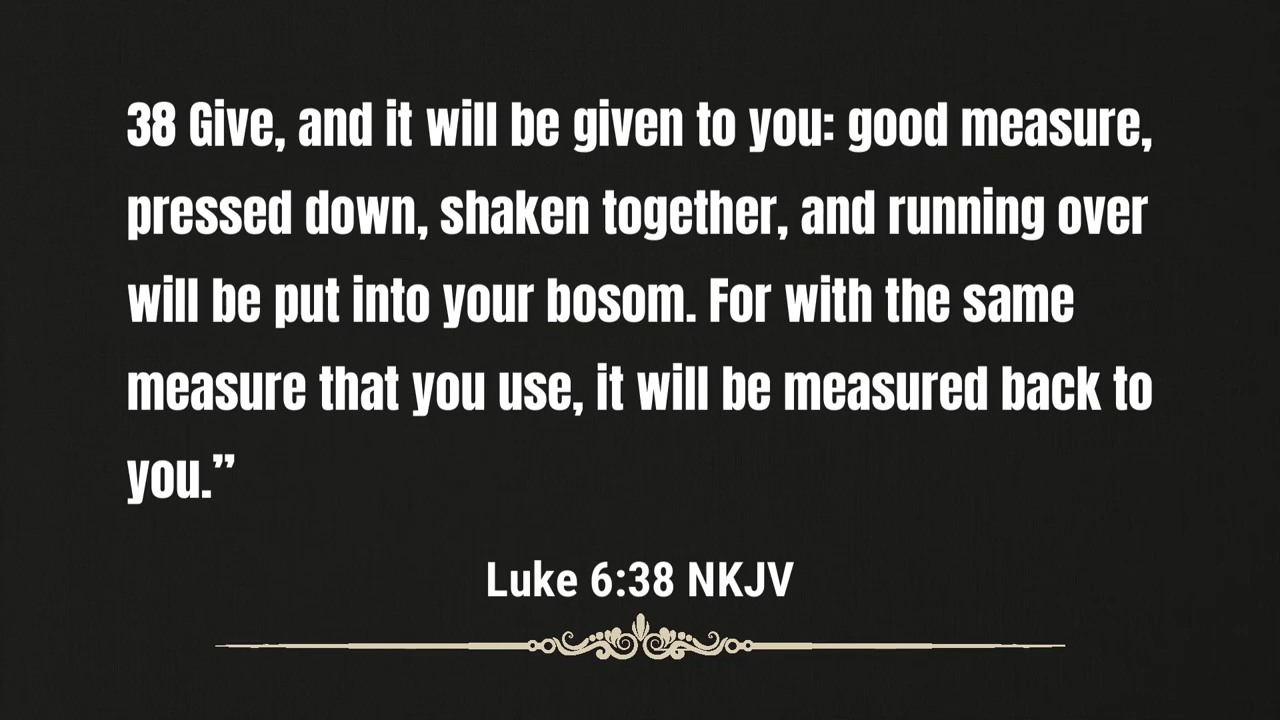 38 Give, and it will be given to you: good measure,
pressed down, shaken together, and running over
will be put into your bosom. For with the same
measure that you use, it will be measured back to
you.”
Luke 6:38 NKJV